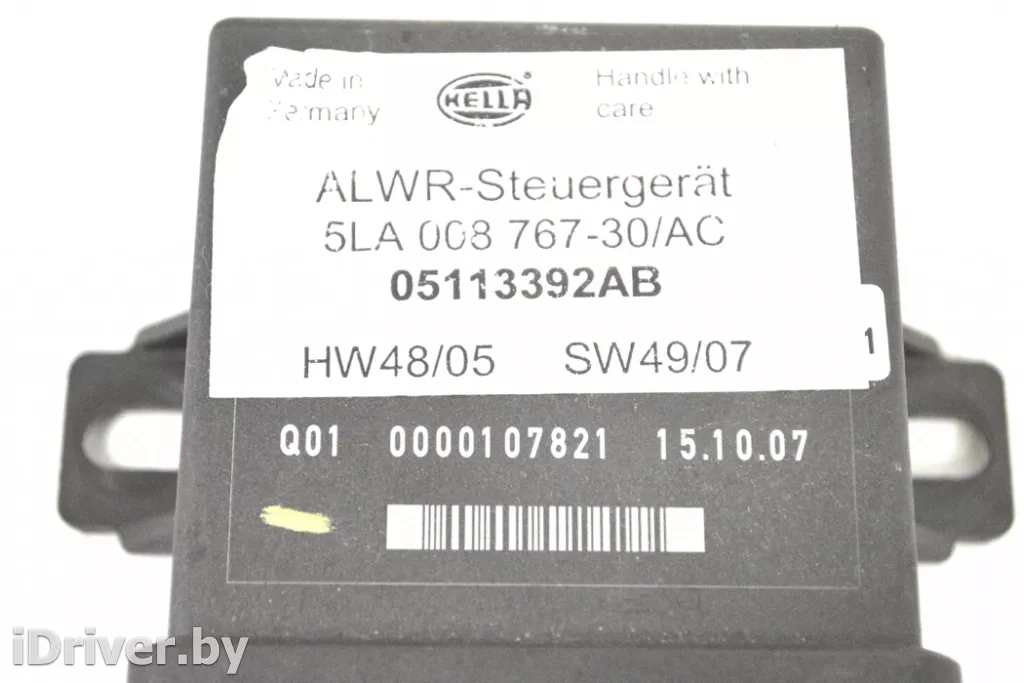 Made in
Germany
HELLA
®
Handle with
care
ALWR-Steuergerät
5LA 008 767-30/AC
05113392AB
HW48/05 SW49/07
1
Q01 0000107821 15.10.07
iDriver.by